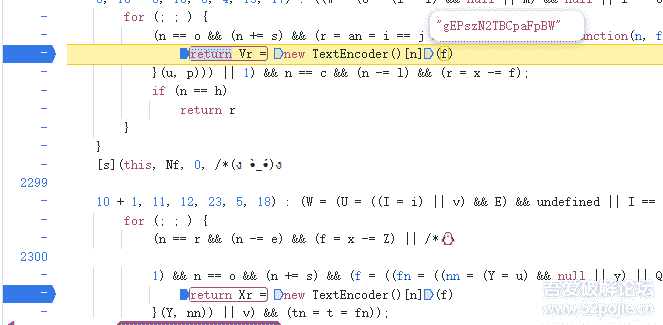 for (; ; ) {
"gEPszN2TBCpaFpBW"
(n == o && (n += s) && (r = an = i == j
nction(n, f
return Vr = new TextEncoder()[n](f)
}(u, p))) || 1) && n == c && (n -= l) && (r = x -= f);
if (n == h)
return r
}
}
[s](this, Nf, 0, /*(
2299
10 + 1, 11, 12, 23, 5, 18) : (W = (U = ((I = i) || v) && E) && undefined || I ==
for (; ; ) {
(n == r && (n -= e) && (f = x -= Z) || /*
2300
1) && n == o && (n += s) && (f = ((fn = ((nn = (Y = u) && null || y) || Q
return Xr = new TextEncoder()[n](f)
}(Y, nn)) || v) && (tn = t = fn));
吾爱破解论坛
www.52pojie.cn